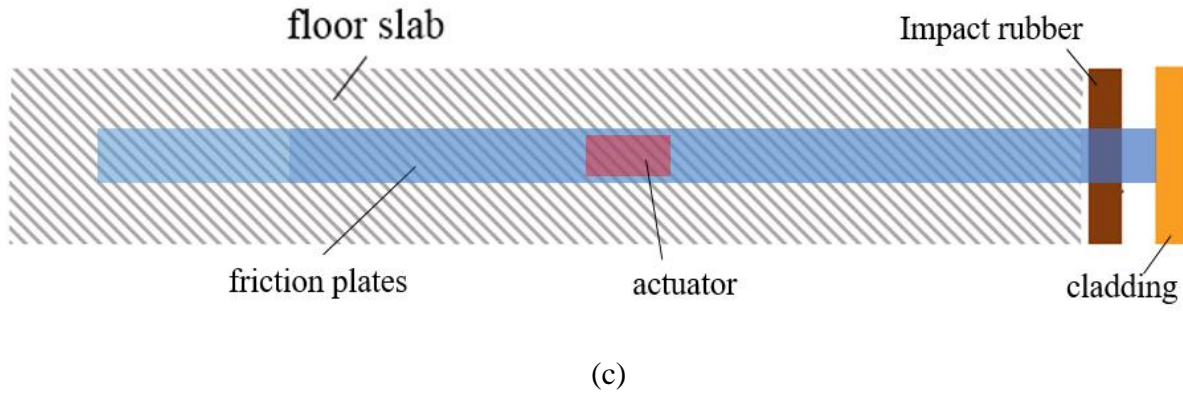 floor slab
Impact rubber
friction plates
actuator
cladding
(c)